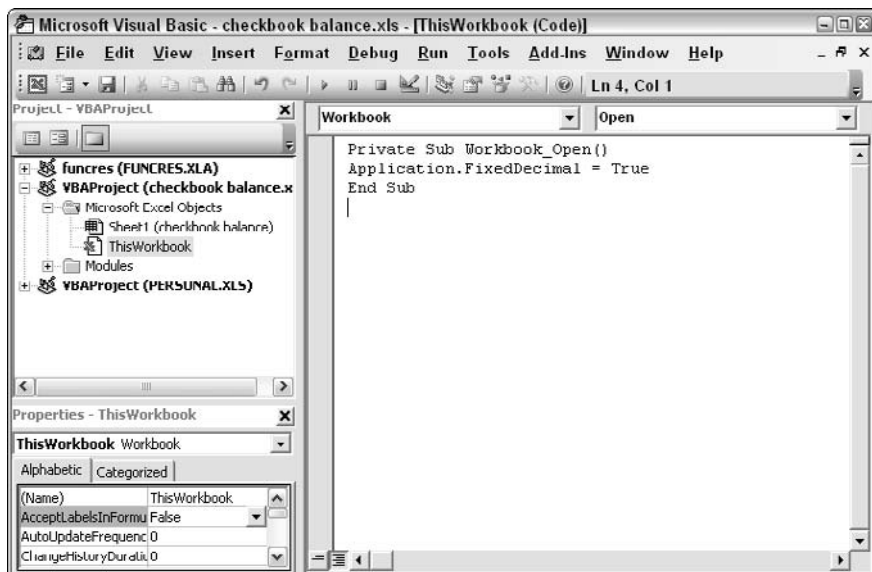 Microsoft Visual Basic - checkbook balance.xls - [ThisWorkbook (Code)]
File Edit View Insert Format Debug Run Tools Add-Ins Window Help
Ln 4, Col 1
Project - VBAProject
Workbook
Open
funcres (FUNCRES.XLA)
VBAProject (checkbook balance.x
Microsoft Excel Objects
Sheet1 (checkbook balance)
ThisWorkbook
Modules
VBAProject (PERSONAL.XLS)
Private Sub Workbook_Open()
Application.FixedDecimal = True
End Sub
Properties - ThisWorkbook
ThisWorkbook Workbook
Alphabetic Categorized
(Name) ThisWorkbook
AcceptLabelsInFormu False
AutoUpdateFrequenc 0
ChangeHistoryDuratic 0